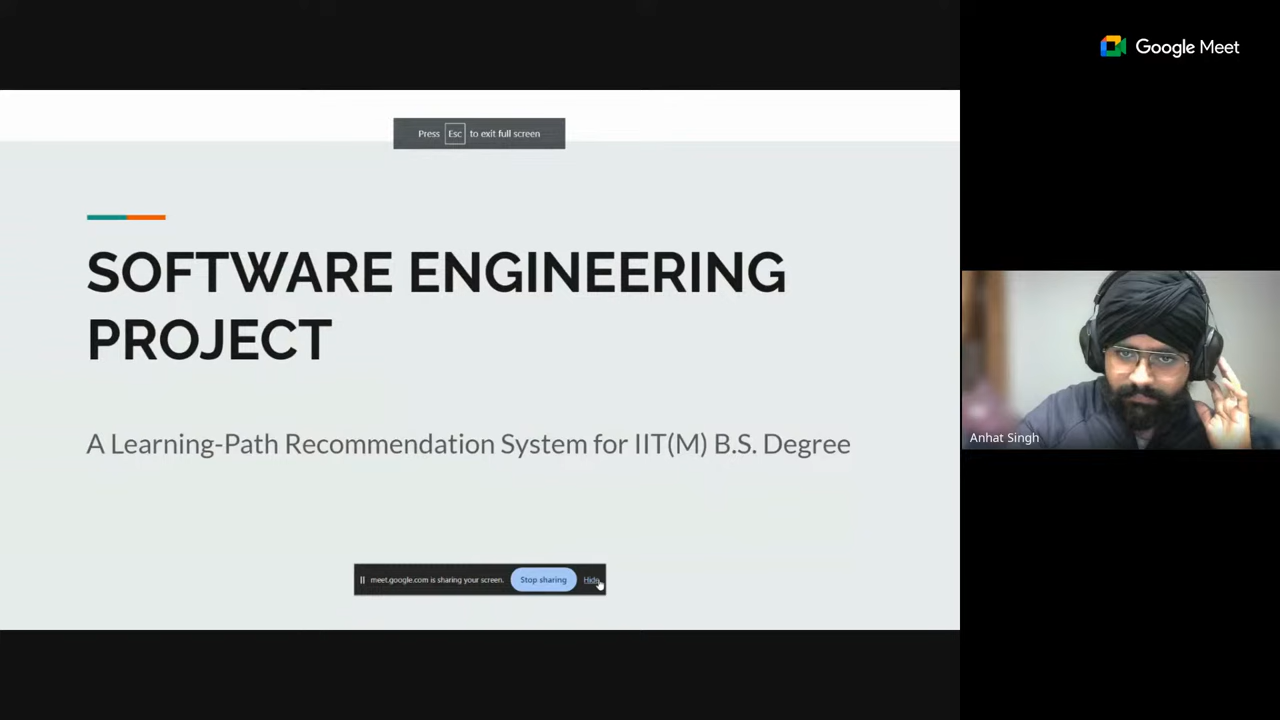 Google Meet
Press Esc to exit full screen
SOFTWARE ENGINEERING
PROJECT
A Learning-Path Recommendation System for IIT(M) B.S. Degree
Anhat Singh
meet.google.com is sharing your screen. Stop sharing Hide